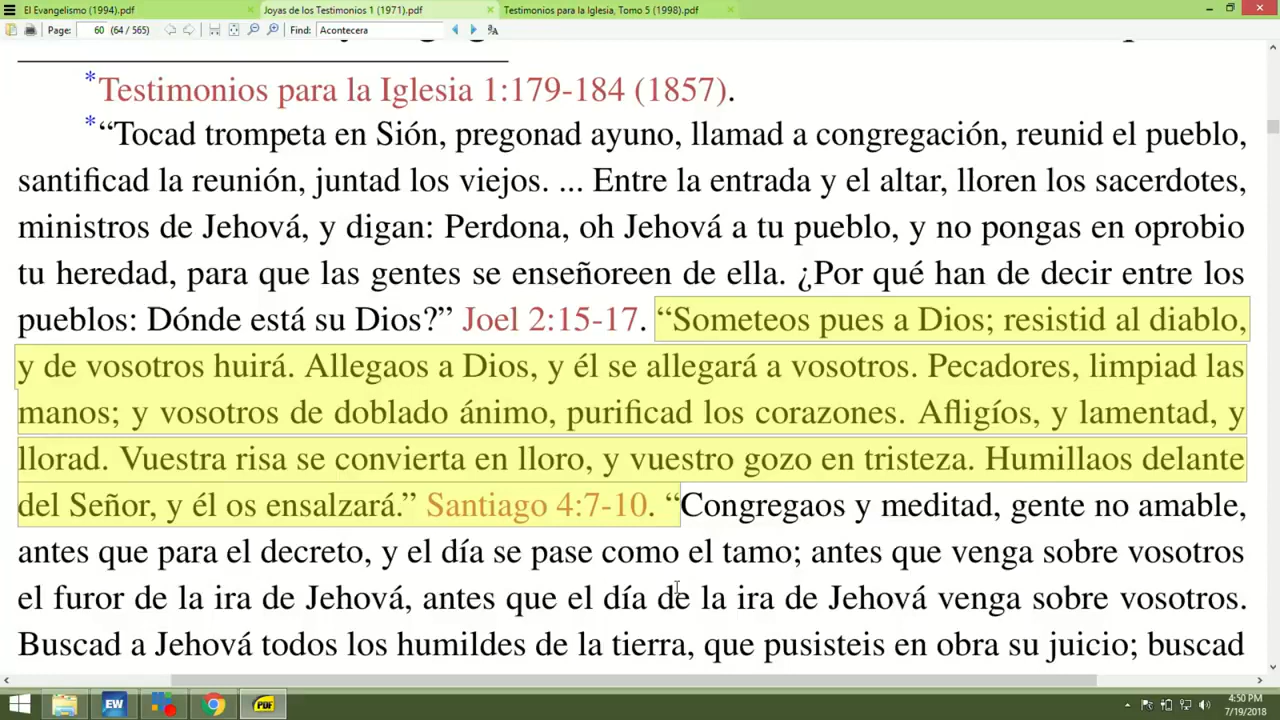 El Evangelismo (1994).pdf
Joyas de los Testimonios 1 (1971).pdf
Testimonios para la Iglesia, Tomo 5 (1998).pdf
Page: 60 (64 / 565) Find: Acontecera
*Testimonios para la Iglesia 1:179-184 (1857).
*“Tocad trompeta en Sión, pregonad ayuno, llamad a congregación, reunid el pueblo,
santificad la reunión, juntad los viejos. ... Entre la entrada y el altar, lloren los sacerdotes,
ministros de Jehová, y digan: Perdona, oh Jehová a tu pueblo, y no pongas en oprobio
tu heredad, para que las gentes se enseñoreen de ella. ¿Por qué han de decir entre los
pueblos: Dónde está su Dios?” Joel 2:15-17. “Someteos pues a Dios; resistid al diablo,
y de vosotros huirá. Allegaos a Dios, y él se allegará a vosotros. Pecadores, limpiad las
manos; y vosotros de doblado ánimo, purificad los corazones. Afligíos, y lamentad, y
llorad. Vuestra risa se convierta en lloro, y vuestro gozo en tristeza. Humillaos delante
del Señor, y él os ensalzará.” Santiago 4:7-10. “Congregaos y meditad, gente no amable,
antes que para el decreto, y el día se pase como el tamo; antes que venga sobre vosotros
el furor de la ira de Jehová, antes que el día de la ira de Jehová venga sobre vosotros.
Buscad a Jehová todos los humildes de la tierra, que pusisteis en obra su juicio; buscad
EW
PDF
4:50 PM
7/19/2018